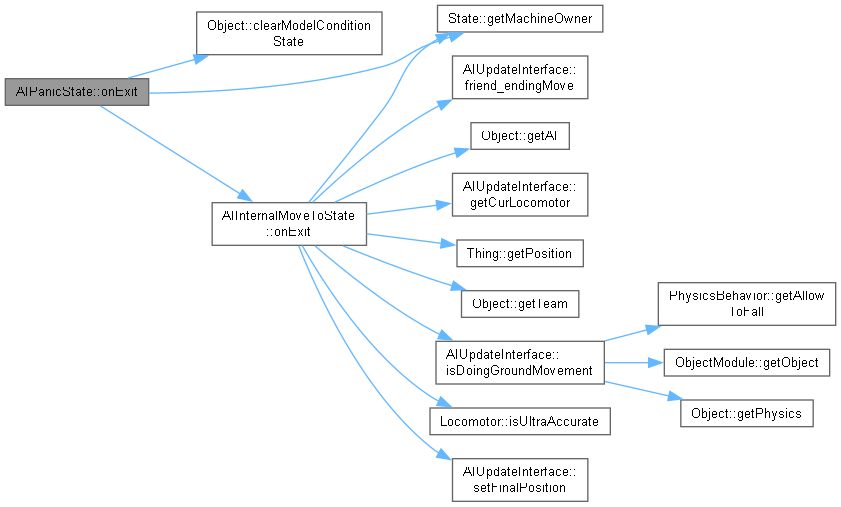 AIPanicState::onExit
Object::clearModelCondition
State
State::getMachineOwner
AIInternalMoveToState
::onExit
AIUpdateInterface::
friend_endingMove
Object::getAI
AIUpdateInterface::
getCurLocomotor
Thing::getPosition
Object::getTeam
AIUpdateInterface::
isDoingGroundMovement
PhysicsBehavior::getAllow
ToFall
ObjectModule::getObject
Object::getPhysics
Locomotor::isUltraAccurate
AIUpdateInterface::
setFinalPosition